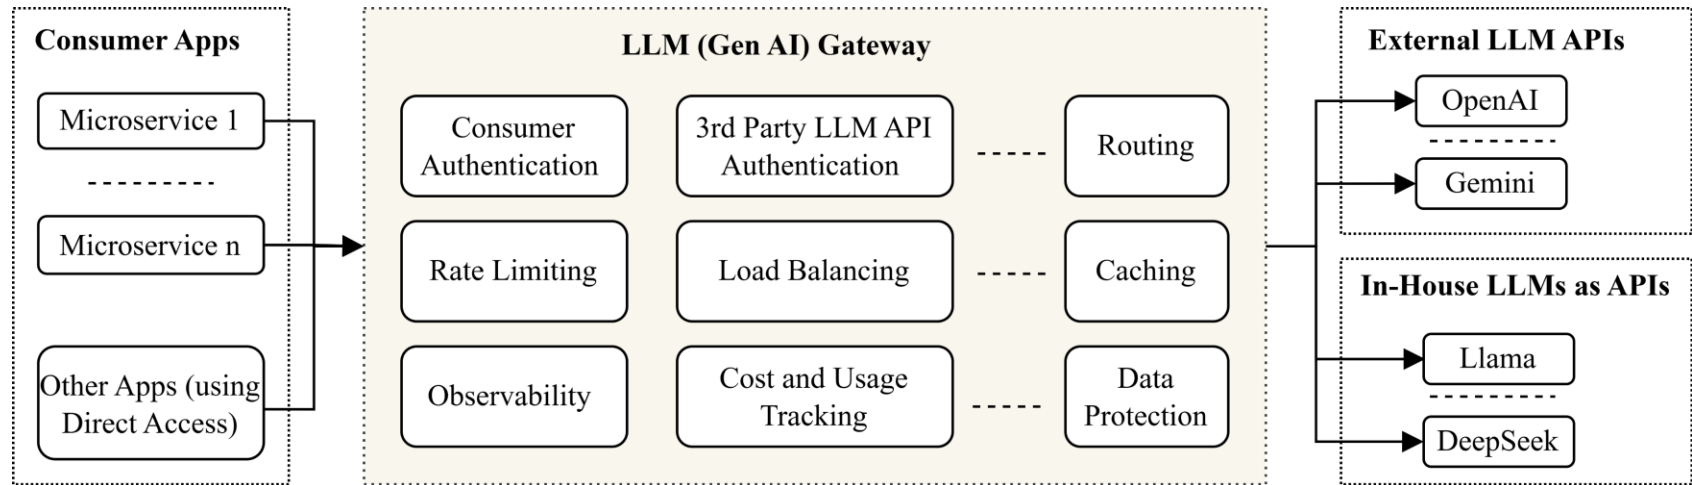 Consumer Apps
Microservice 1
Microservice n
Other Apps (using
Direct Access)
LLM (Gen AI) Gateway
Consumer
Authentication
3rd Party LLM API
Authentication
Routing
Rate Limiting
Load Balancing
Caching
Observability
Cost and Usage
Tracking
Data
Protection
External LLM APIs
OpenAI
Gemini
In-House LLMs as APIs
Llama
DeepSeek